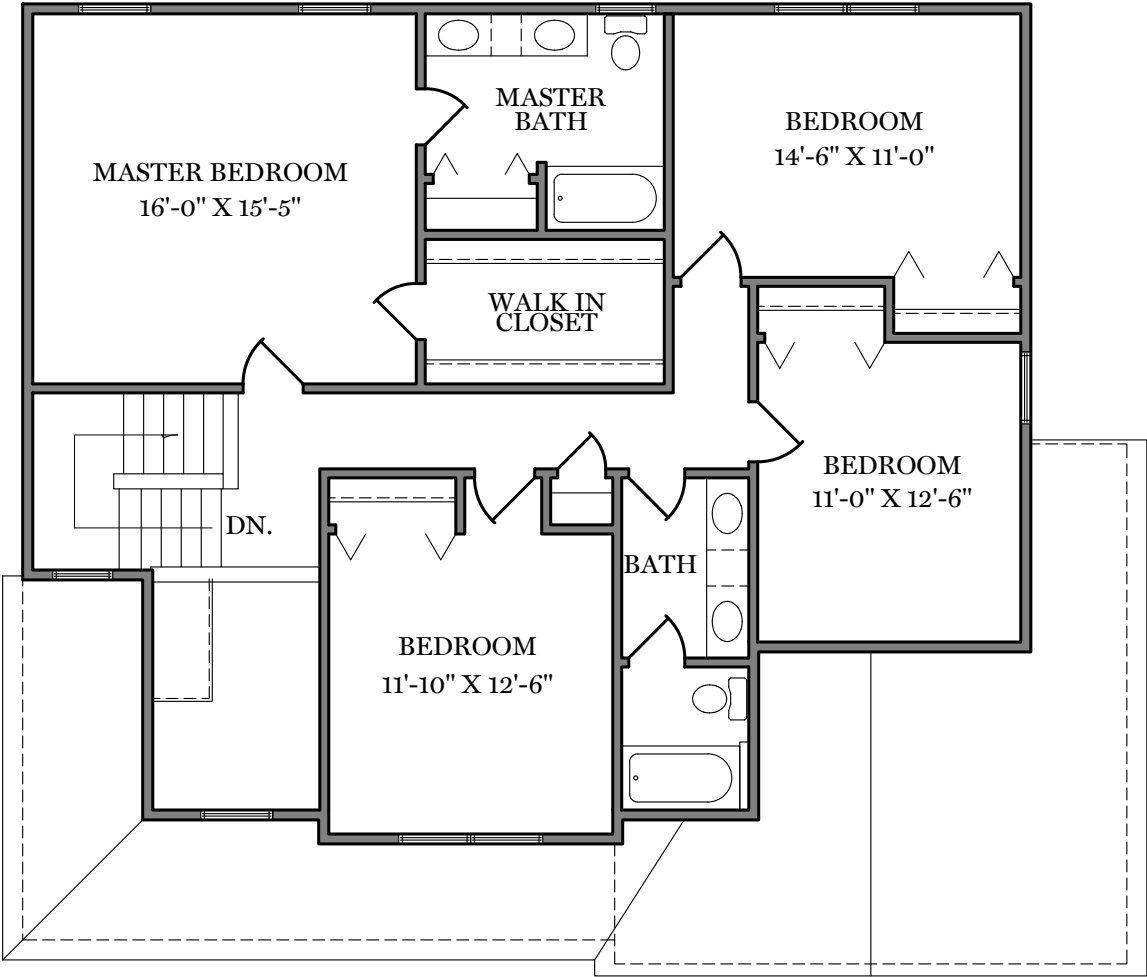 MASTER
BATH
BEDROOM
14'-6" X 11'-0"
MASTER BEDROOM
16'-0" X 15'-5"
WALK IN
CLOSET
BEDROOM
11'-0" X 12'-6"
DN.
BATH
BEDROOM
11'-10" X 12'-6"